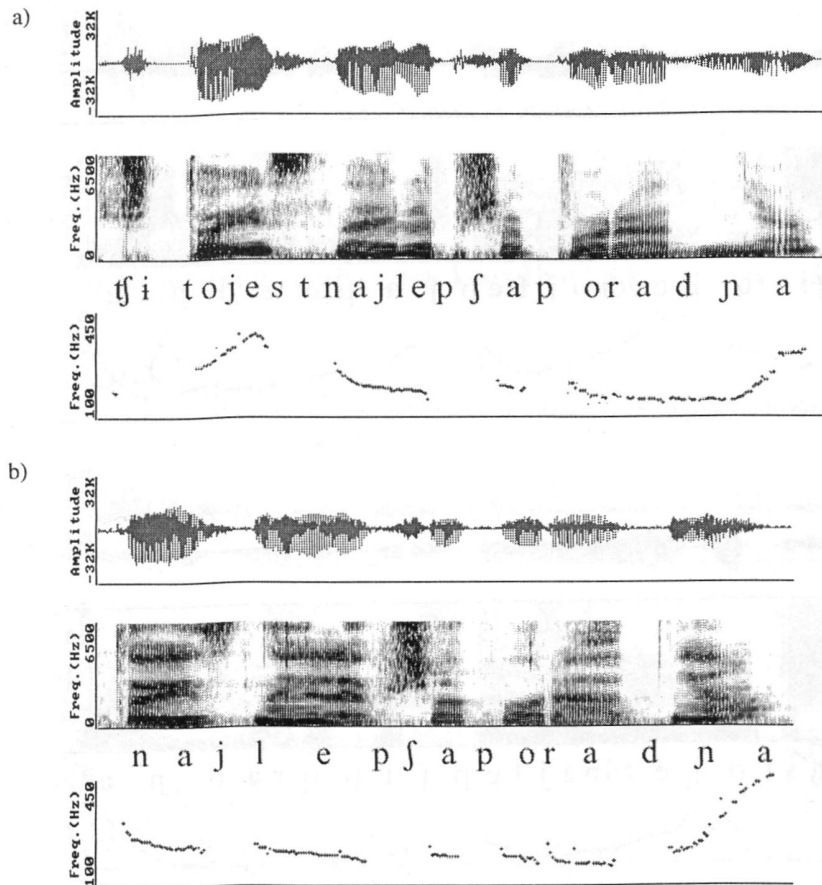 a)
Amplitude
32K
-32K
Freq.(Hz)
6500
0
ʧ ɨ t o j e s t n a j l e p ʃ a p o r a d ɲ a
Freq.(Hz)
450
100
b)
Amplitude
32K
-32K
Freq.(Hz)
6500
0
n a j l e p ʃ a p o r a d ɲ a
Freq.(Hz)
450
100